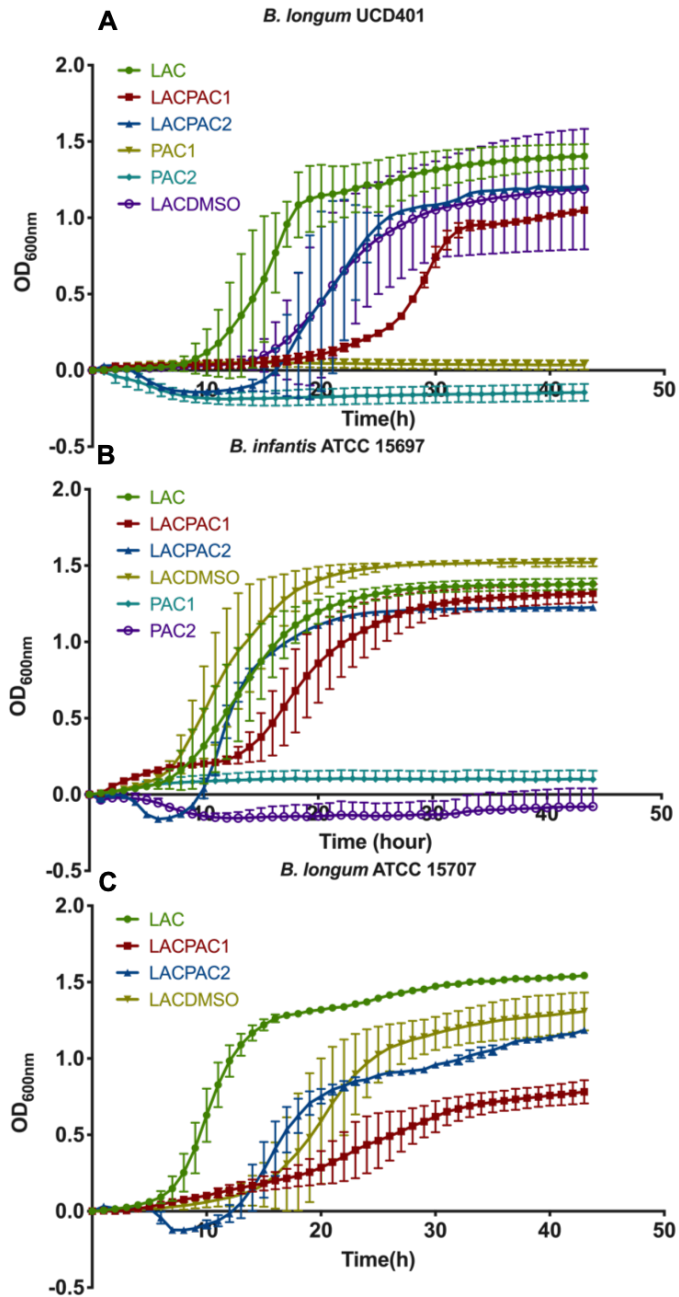 A
B. longum UCD401
2.0
1.5
1.0
0.5
0.0
-0.5
OD600nm
LAC
LACPAC1
LACPAC2
PAC1
PAC2
LACDMSO
10
20
30
40
50
Time(h)
B
B. infantis ATCC 15697
2.0
1.5
1.0
0.5
0.0
-0.5
OD600nm
LAC
LACPAC1
LACPAC2
LACDMSO
PAC1
PAC2
10
20
30
40
50
Time (hour)
C
B. longum ATCC 15707
2.0
1.5
1.0
0.5
0.0
-0.5
OD600nm
LAC
LACPAC1
LACPAC2
LACDMSO
10
20
30
40
50
Time(h)